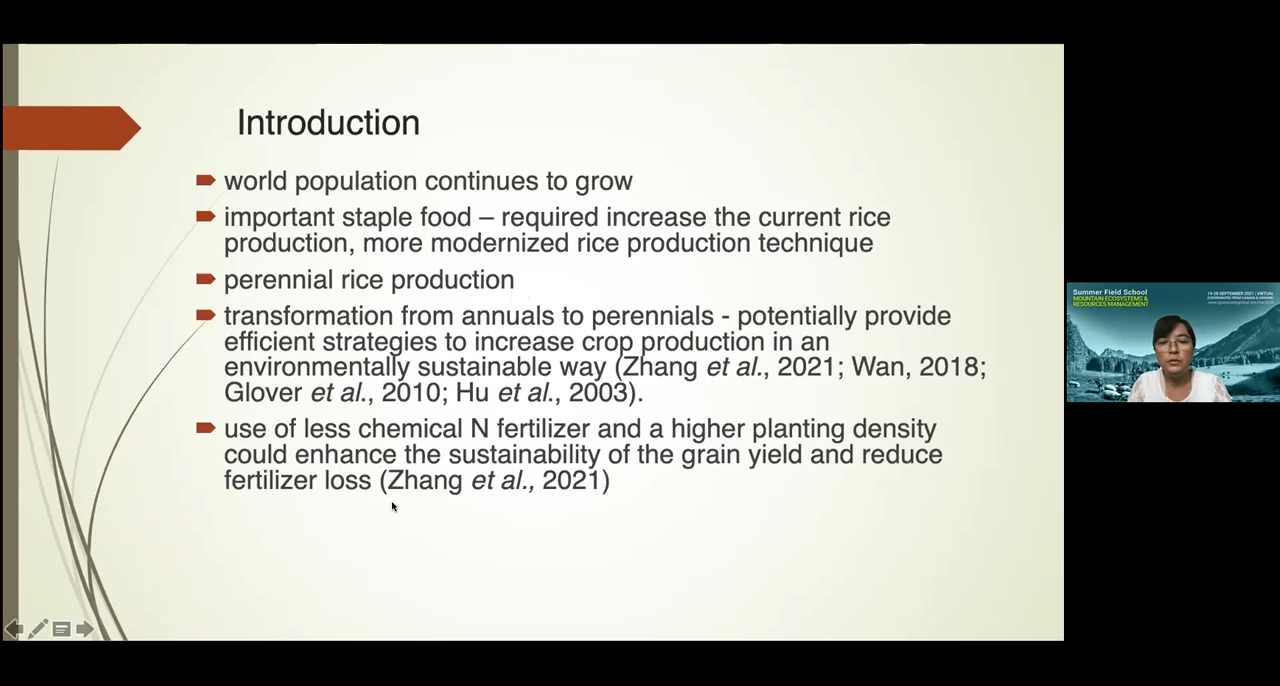 Introduction
world population continues to grow
important staple food – required increase the current rice
production, more modernized rice production technique
perennial rice production
transformation from annuals to perennials - potentially provide
efficient strategies to increase crop production in an
environmentally sustainable way (Zhang et al., 2021; Wan, 2018;
Glover et al., 2010; Hu et al., 2003).
use of less chemical N fertilizer and a higher planting density
could enhance the sustainability of the grain yield and reduce
fertilizer loss (Zhang et al., 2021)
Summer Field School
MOUNTAIN ECOSYSTEMS &
RESOURCES MANAGEMENT